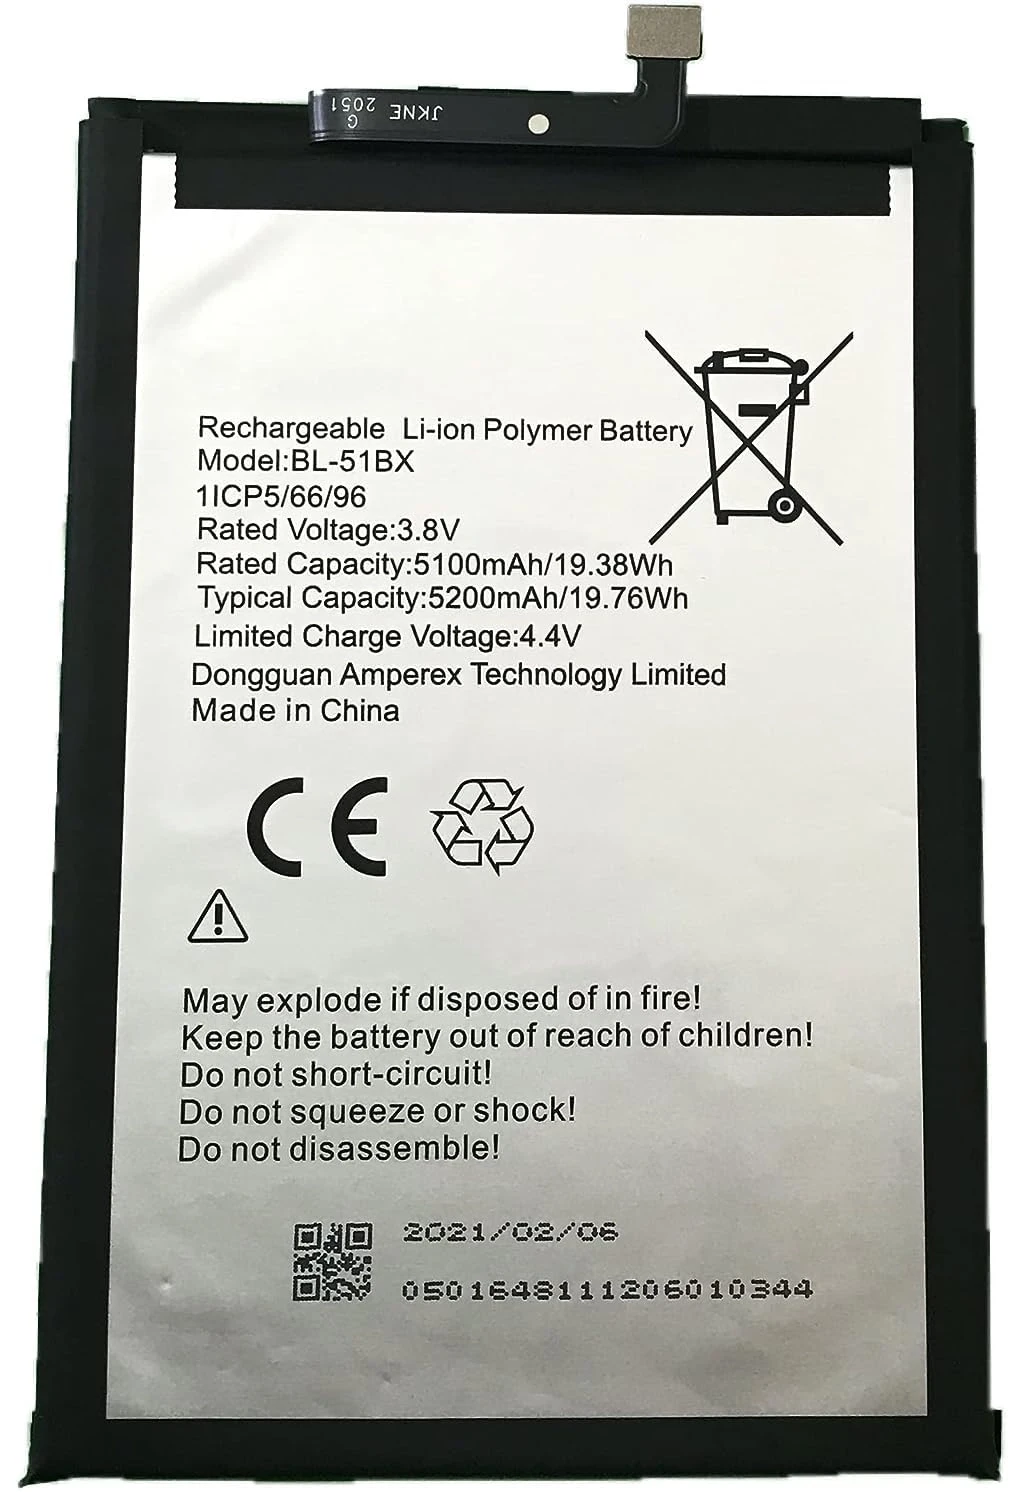 JKNE 2051
G
Rechargeable Li-ion Polymer Battery
Model:BL-51BX
1ICP5/66/96
Rated Voltage:3.8V
Rated Capacity:5100mAh/19.38Wh
Typical Capacity:5200mAh/19.76Wh
Limited Charge Voltage:4.4V
Dongguan Amperex Technology Limited
Made in China
CE
!
May explode if disposed of in fire!
Keep the battery out of reach of children!
Do not short-circuit!
Do not squeeze or shock!
Do not disassemble!
2021/02/06
0501648111206010344